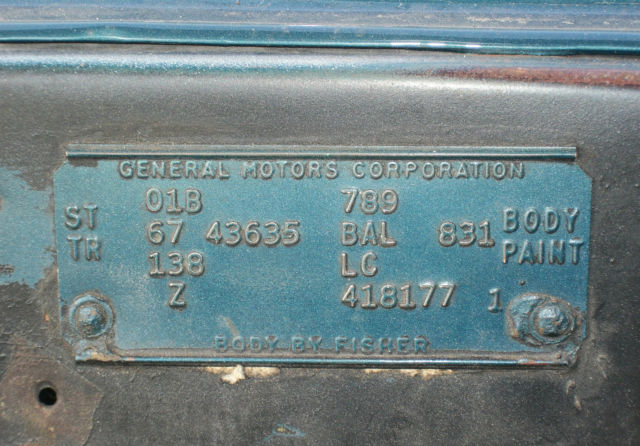 GENERAL MOTORS CORPORATION
01B 789
ST 67 43635 BAL 831 BODY
TR 138 LC PAINT
Z 418177 1
BODY BY FISHER